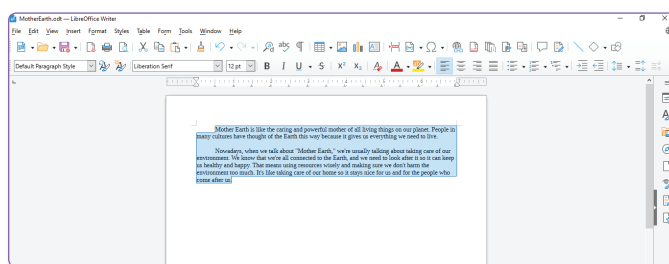 MotherEarth.odt — LibreOffice Writer
File Edit View Insert Format Styles Table Form Tools Window Help
Default Paragraph Style Liberation Serif 12 pt B I U S X² X₂ A A
Mother Earth is like the caring and powerful mother of all living things on our planet. People in
many cultures have thought of the Earth this way because it gives us everything we need to live.
Nowadays, when we talk about "Mother Earth," we're usually talking about taking care of our
environment. We know that we're all connected to the Earth, and we need to look after it so it can keep
us healthy and happy. That means using resources wisely and making sure we don't harm the
environment too much. It's like taking care of our home so it stays nice for us and for the people who
come after us.